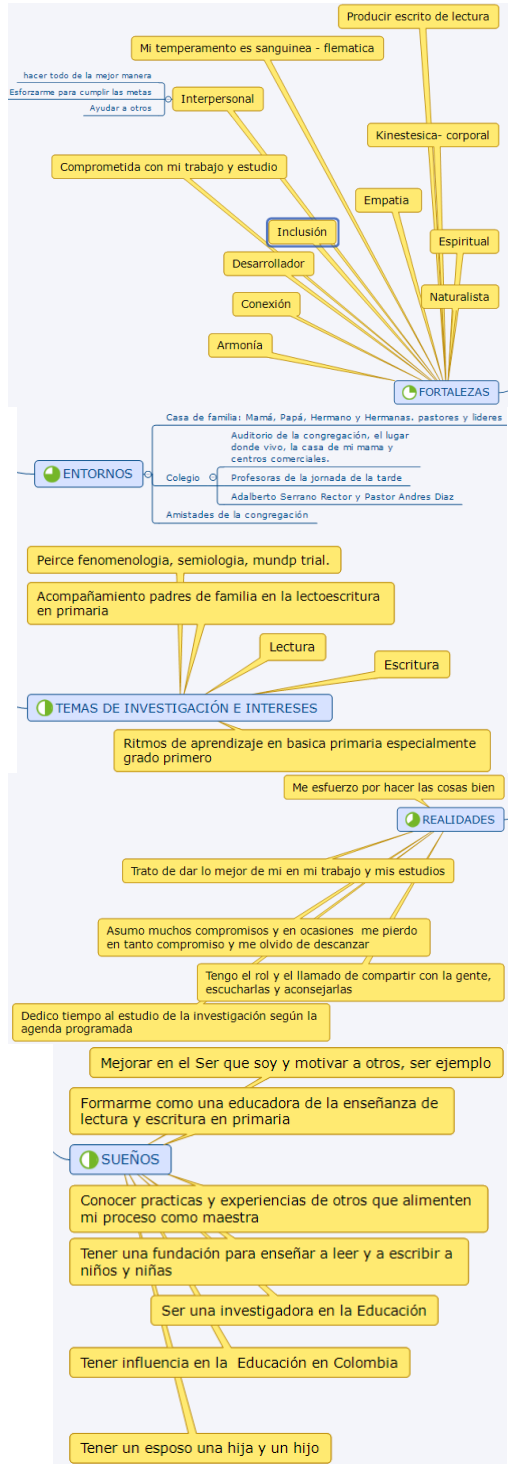 Producir escrito de lectura
Mi temperamento es sanguinea - flematica
hacer todo de la mejor manera
Esforzarme para cumplir las metas
Ayudar a otros
Interpersonal
Kinestesica- corporal
Comprometida con mi trabajo y estudio
Empatia
Inclusión
Espiritual
Desarrollador
Naturalista
Conexión
Armonía
FORTALEZAS
Casa de familia: Mamá, Papá, Hermano y Hermanas. pastores y lideres
Auditorio de la congregación, el lugar
donde vivo, la casa de mi mama y
centros comerciales.
ENTORNOS
Colegio
Profesoras de la jornada de la tarde
Adalberto Serrano Rector y Pastor Andres Diaz
Amistades de la congregación
Peirce fenomenologia, semiologia, mundp trial.
Acompañamiento padres de familia en la lectoescritura
en primaria
Lectura
Escritura
TEMAS DE INVESTIGACIÓN E INTERESES
Ritmos de aprendizaje en basica primaria especialmente
grado primero
Me esfuerzo por hacer las cosas bien
REALIDADES
Trato de dar lo mejor de mi en mi trabajo y mis estudios
Asumo muchos compromisos y en ocasiones me pierdo
en tanto compromiso y me olvido de descanzar
Tengo el rol y el llamado de compartir con la gente,
escucharlas y aconsejarlas
Dedico tiempo al estudio de la investigación según la
agenda programada
Mejorar en el Ser que soy y motivar a otros, ser ejemplo
Formarme como una educadora de la enseñanza de
lectura y escritura en primaria
SUEÑOS
Conocer practicas y experiencias de otros que alimenten
mi proceso como maestra
Tener una fundación para enseñar a leer y a escribir a
niños y niñas
Ser una investigadora en la Educación
Tener influencia en la Educación en Colombia
Tener un esposo una hija y un hijo